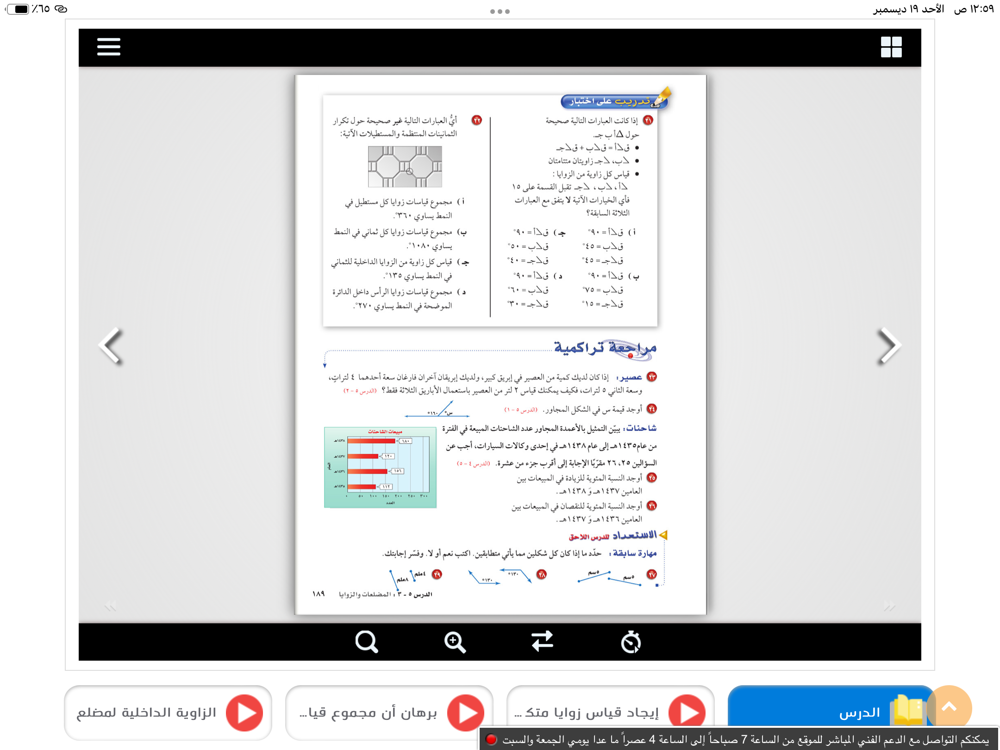 ١٢:٥٩ ص الأحد ١٩ ديسمبر
٦٥٪
تدريب على اختبار
٢١ إذا كانت العبارات التالية صحيحة
حول △أ ب جـ.
• ق∠أ = ق∠ب + ق∠جـ
• ∠ب، ∠جـ زاويتان متتامتان
• قياس كل زاوية من الزوايا :
∠أ ، ∠ب ، ∠جـ تقبل القسمة على ١٥
فأي الخيارات الآتية لا يتفق مع العبارات
الثلاثة السابقة؟
أ ) ق∠أ = ٩٠°
ق∠ب = ٤٥°
ق∠جـ = ٤٥°
ب ) ق∠أ = ٩٠°
ق∠ب = ٧٥°
ق∠جـ = ١٥°
جـ ) ق∠أ = ٩٠°
ق∠ب = ٥٠°
ق∠جـ = ٤٠°
د ) ق∠أ = ٩٠°
ق∠ب = ٦٠°
ق∠جـ = ٣٠°
٢٢ أيُّ العبارات التالية غير صحيحة حول تكرار
الثمانينات المنتظمة والمستطيلات الآتية:
أ ) مجموع قياسات زوايا كل مستطيل في
النمط يساوي ٣٦٠°.
ب) مجموع قياسات زوايا كل ثماني في النمط
يساوي ١٠٨٠°.
جـ ) قياس كل زاوية من الزوايا الداخلية للثماني
في النمط يساوي ١٣٥°.
د ) مجموع قياسات زوايا الرأس داخل الدائرة
الموضحة في النمط يساوي ٢٧٠°.
مراجعة تراكمية
٢٣ عصير: إذا كان لديك كمية من العصير في إبريق كبير، ولديك إبريقان آخران فارغان سعة أحدهما ٤ لتراتٍ،
وسعة الثاني ٥ لترات، فكيف يمكنك قياس ٢ لتر من العصير باستعمال الأباريق الثلاثة فقط؟ (الدرس ٥ – ٢)
٢٤ أوجد قيمة س في الشكل المجاور. (الدرس ٥ – ١)
س° ١٦٠°
شاحنات: يبيّن التمثيل بالأعمدة المجاور عدد الشاحنات المبيعة في الفترة
من عام١٤٣٥هـ إلى عام ١٤٣٨هـ في إحدى وكالات السيارات، أجب عن
السؤالين ٢٥، ٢٦ مقرّبًا الإجابة إلى أقرب جزء من عشرة. (الدرس ٤ – ٥)
٢٥ أوجد النسبة المئوية للزيادة في المبيعات بين
العامين ١٤٣٧هـ وَ ١٤٣٨هـ .
٢٦ أوجد النسبة المئوية للنقصان في المبيعات بين
العامين ١٤٣٦هـ وَ ١٤٣٧هـ .
مبيعات الشاحنات
١٤٣٨هـ ١٨٠
١٤٣٧هـ ١٢٠
١٤٣٦هـ ١٥٦
١٤٣٥هـ ١١٢
العام
٠ ٥٠ ١٠٠ ١٥٠ ٢٠٠ ٢٥٠ ٣٠٠
العدد
الاستعداد للدرس اللاحق
مهارة سابقة : حدّد ما إذا كان كل شكلين مما يأتي متطابقين. اكتب نعم أو لا. وفسّر إجابتك.
٢٧ ٥سم ٥سم
٢٨ ١٣٠° ١٣٠°
٢٩ ٤ملم ٨ملم
الدرس ٥ - ٣ : المضلعات والزوايا ١٨٩
الدرس
إيجاد قياس زوايا متك...
برهان أن مجموع قيا...
الزاوية الداخلية لمضلع
يمكنكم التواصل مع الدعم الفني المباشر للموقع من الساعة 7 صباحاً إلى الساعة 4 عصراً ما عدا يومي الجمعة والسبت